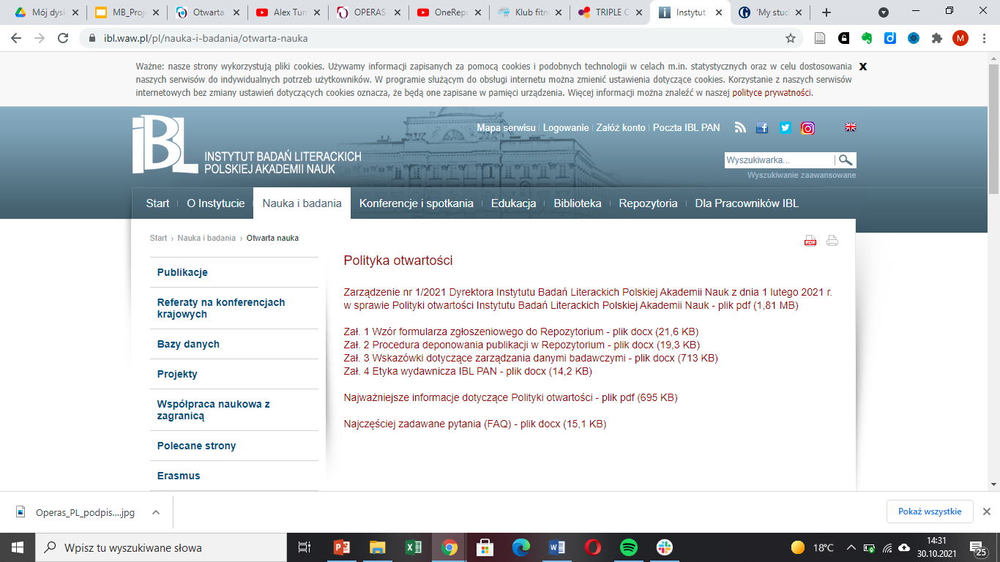 Mój dysk
MB_Proje
Otwarta
Alex Tur
OPERAS
OneRepu
Klub fitn
TRIPLE C
Instytut
'My stud
ibl.waw.pl/pl/nauka-i-badania/otwarta-nauka
M
Ważne: nasze strony wykorzystują pliki cookies. Używamy informacji zapisanych za pomocą cookies i podobnych technologii w celach m.in. statystycznych oraz w celu dostosowania
naszych serwisów do indywidualnych potrzeb użytkowników. W programie służącym do obsługi internetu można zmienić ustawienia dotyczące cookies. Korzystanie z naszych serwisów
internetowych bez zmiany ustawień dotyczących cookies oznacza, że będą one zapisane w pamięci urządzenia. Więcej informacji można znaleźć w naszej polityce prywatności.
X
Mapa serwisu Logowanie Załóż konto Poczta IBL PAN
IBL
INSTYTUT BADAŃ LITERACKICH
POLSKIEJ AKADEMII NAUK
Wyszukiwarka...
Wyszukiwanie zaawansowane
Start O Instytucie Nauka i badania Konferencje i spotkania Edukacja Biblioteka Repozytoria Dla Pracowników IBL
Start › Nauka i badania › Otwarta nauka
PDF
Publikacje
Referaty na konferencjach
krajowych
Bazy danych
Projekty
Współpraca naukowa z
zagranicą
Polecane strony
Erasmus
Polityka otwartości
Zarządzenie nr 1/2021 Dyrektora Instytutu Badań Literackich Polskiej Akademii Nauk z dnia 1 lutego 2021 r.
w sprawie Polityki otwartości Instytutu Badań Literackich Polskiej Akademii Nauk - plik pdf (1,81 MB)
Zał. 1 Wzór formularza zgłoszeniowego do Repozytorium - plik docx (21,6 KB)
Zał. 2 Procedura deponowania publikacji w Repozytorium - plik docx (19,3 KB)
Zał. 3 Wskazówki dotyczące zarządzania danymi badawczymi - plik docx (713 KB)
Zał. 4 Etyka wydawnicza IBL PAN - plik docx (14,2 KB)
Najważniejsze informacje dotyczące Polityki otwartości - plik pdf (695 KB)
Najczęściej zadawane pytania (FAQ) - plik docx (15,1 KB)
Operas_PL_podpis....jpg
Pokaż wszystkie
Wpisz tu wyszukiwane słowa
18°C
14:31
30.10.2021
25